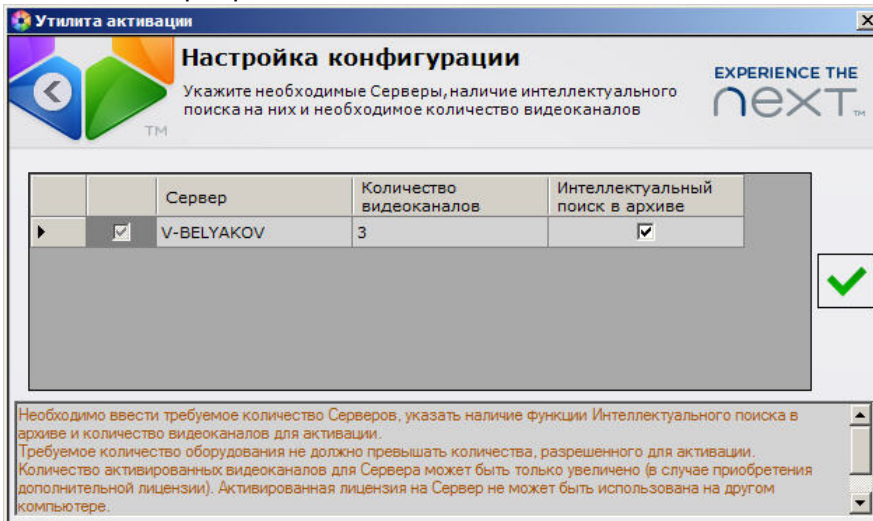 Утилита активации
Настройка конфигурации
Укажите необходимые Серверы, наличие интеллектуального
поиска на них и необходимое количество видеоканалов
EXPERIENCE THE
next™
TM
Сервер
Количество
видеоканалов
Интеллектуальный
поиск в архиве
V-BELYAKOV
3
Необходимо ввести требуемое количество Серверов, указать наличие функции Интеллектуального поиска в
архиве и количество видеоканалов для активации.
Требуемое количество оборудования не должно превышать количества, разрешенного для активации.
Количество активированных видеоканалов для Сервера может быть только увеличено (в случае приобретения
дополнительной лицензии). Активированная лицензия на Сервер не может быть использована на другом
компьютере.